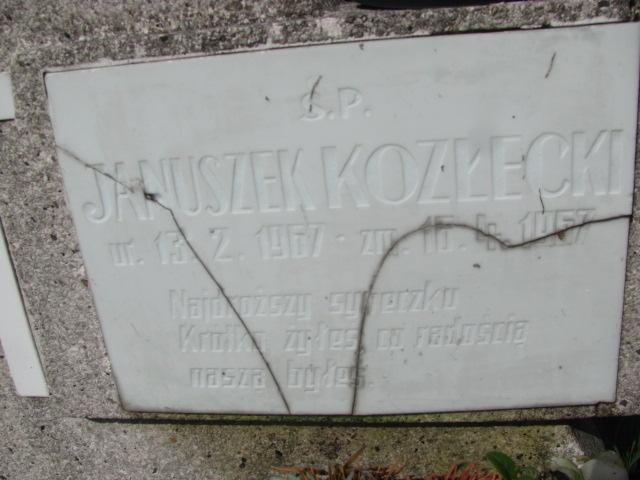 Ś.P.
JANUSZEK KOZŁECKI
ur. 13. 2. 1967 - zm. 16. 4. 1967
Najdroższy syneczku
Krótko żyłeś co radością
naszą byłeś.